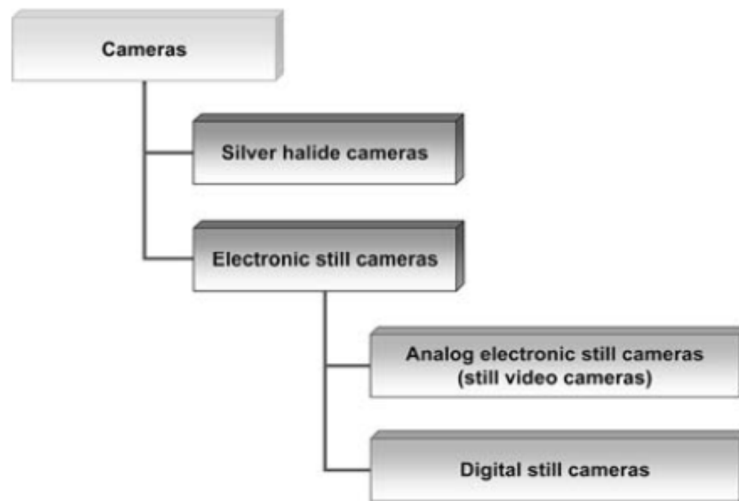 Cameras
Silver halide cameras
Electronic still cameras
Analog electronic still cameras
(still video cameras)
Digital still cameras